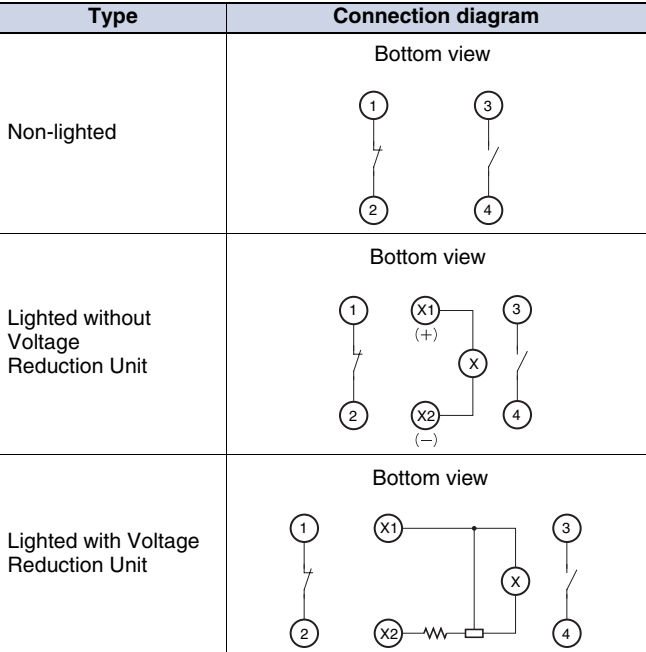 Type Connection diagram
Bottom view
1 3
Non-lighted
2 4
Bottom view
1 X1 3
(+)
Lighted without
Voltage
Reduction Unit
X
2 X2 4
(−)
Bottom view
1 X1 3
Lighted with Voltage
Reduction Unit
X
2 X2 4